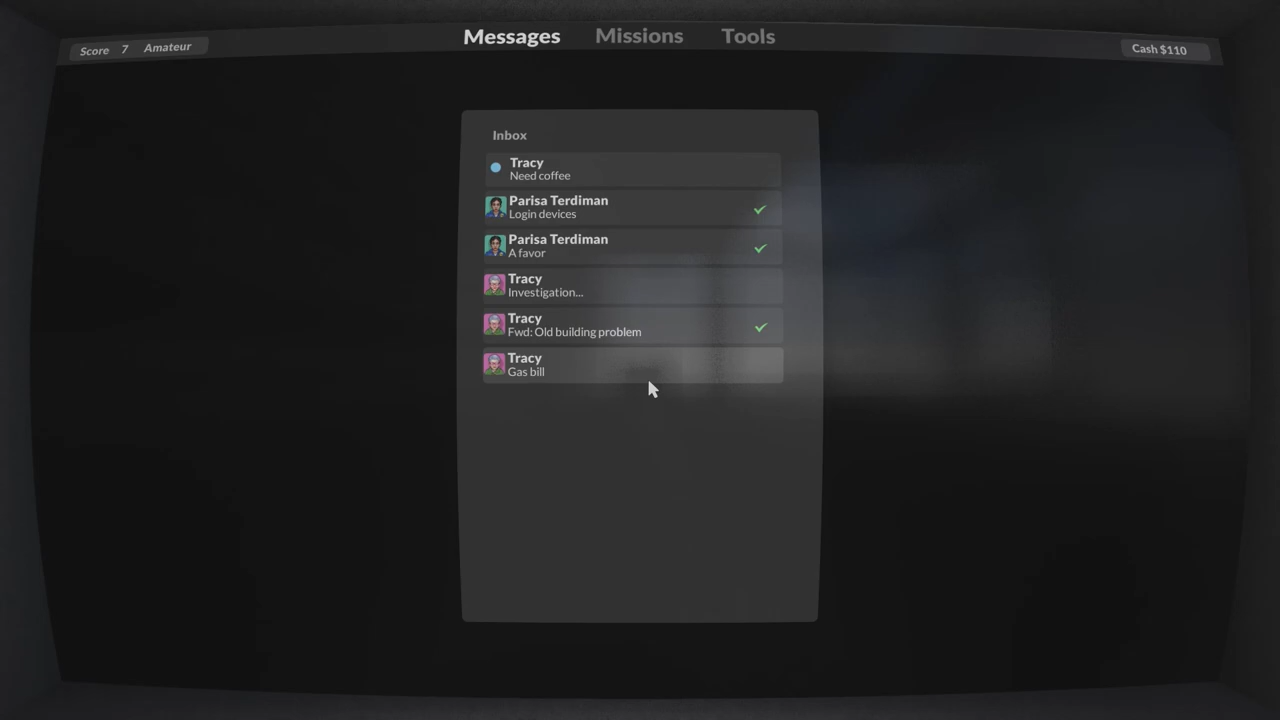 Score 7 Amateur
Messages Missions Tools
Cash $110
Inbox
Tracy
Need coffee
Parisa Terdiman
Login devices
Parisa Terdiman
A favor
Tracy
Investigation...
Tracy
Fwd: Old building problem
Tracy
Gas bill